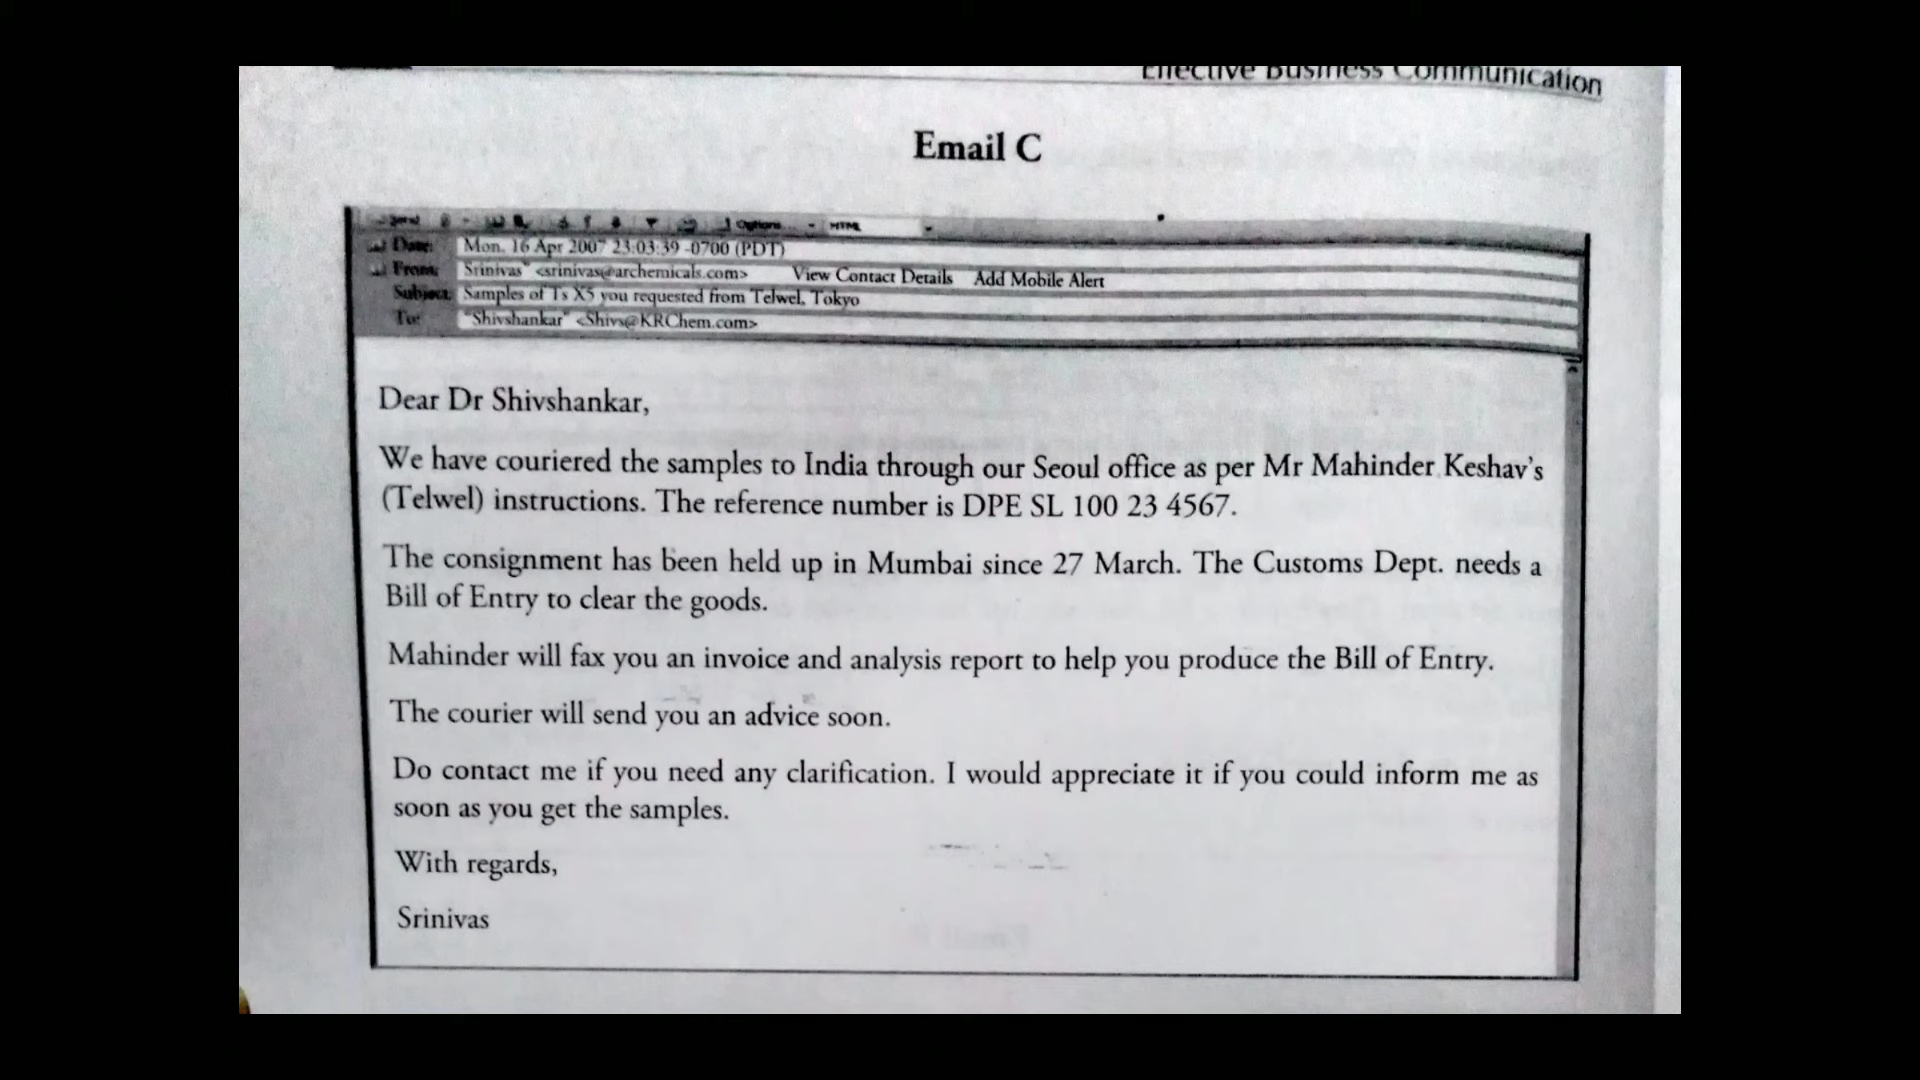 Effective Business Communication
Email C
Send Options... HTML
Date: Mon, 16 Apr 2007 23:03:39 -0700 (PDT)
From: Srinivas" <srinivas@archemicals.com> View Contact Details Add Mobile Alert
Subject: Samples of Ts X5 you requested from Telwel, Tokyo
To: "Shivshankar" <Shivs@KRChem.com>
Dear Dr Shivshankar,
We have couriered the samples to India through our Seoul office as per Mr Mahinder Keshav's
(Telwel) instructions. The reference number is DPE SL 100 23 4567.
The consignment has been held up in Mumbai since 27 March. The Customs Dept. needs a
Bill of Entry to clear the goods.
Mahinder will fax you an invoice and analysis report to help you produce the Bill of Entry.
The courier will send you an advice soon.
Do contact me if you need any clarification. I would appreciate it if you could inform me as
soon as you get the samples.
With regards,
Srinivas